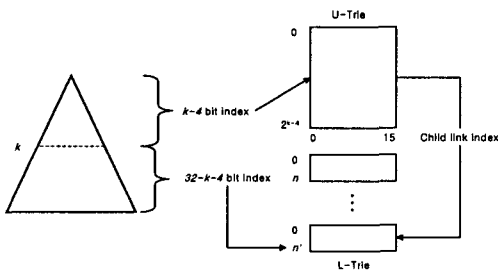 U-Trie
0
k-4 bit index
k
2^{k-4}
0 15
Child link index
32-k-4 bit index
0
n
⋮
0
n'
L-Trie